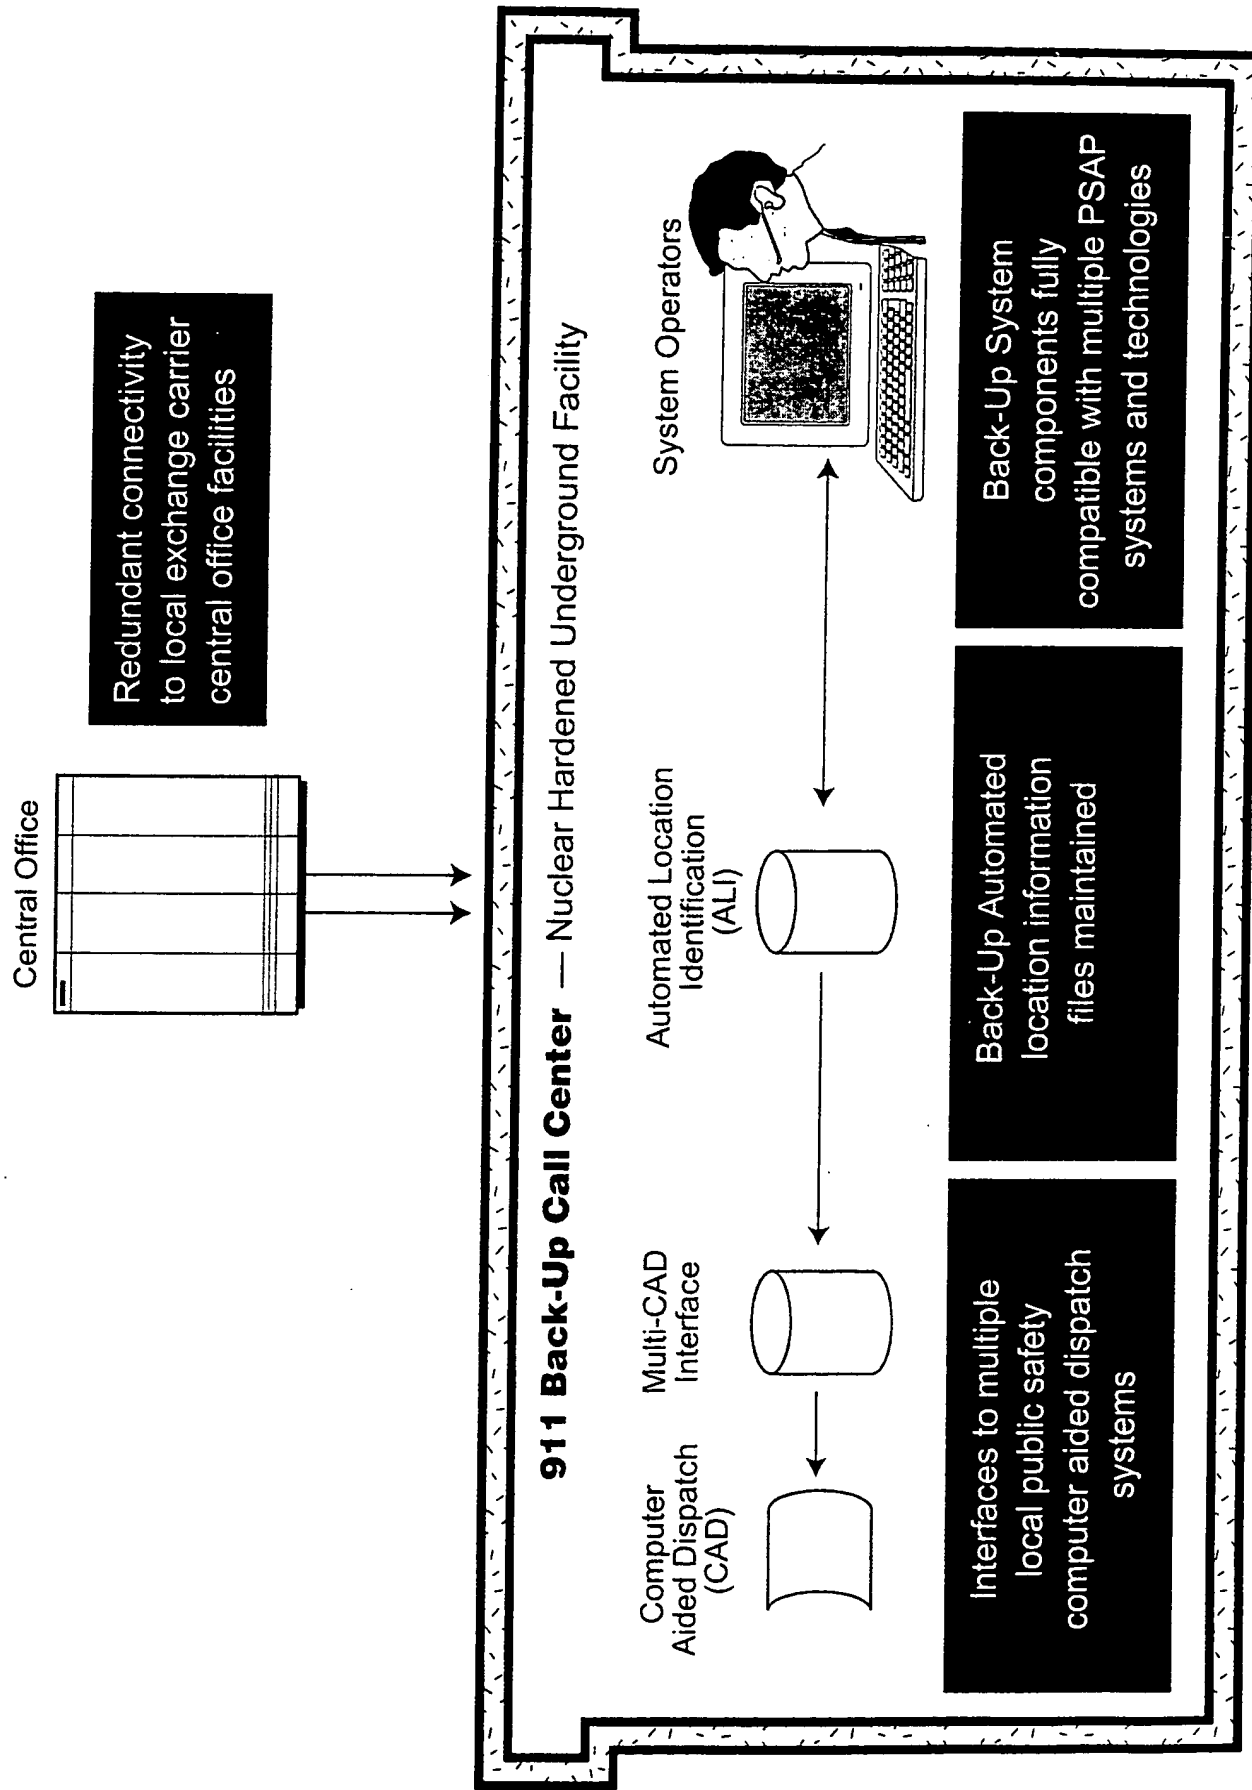 Central Office
Redundant connectivity
to local exchange carrier
central office facilities
911 Back-Up Call Center — Nuclear Hardened Underground Facility
Computer
Aided Dispatch
(CAD)
Multi-CAD
Interface
Automated Location
Identification
(ALI)
System Operators
Interfaces to multiple
local public safety
computer aided dispatch
systems
Back-Up Automated
location information
files maintained
Back-Up System
components fully
compatible with multiple PSAP
systems and technologies